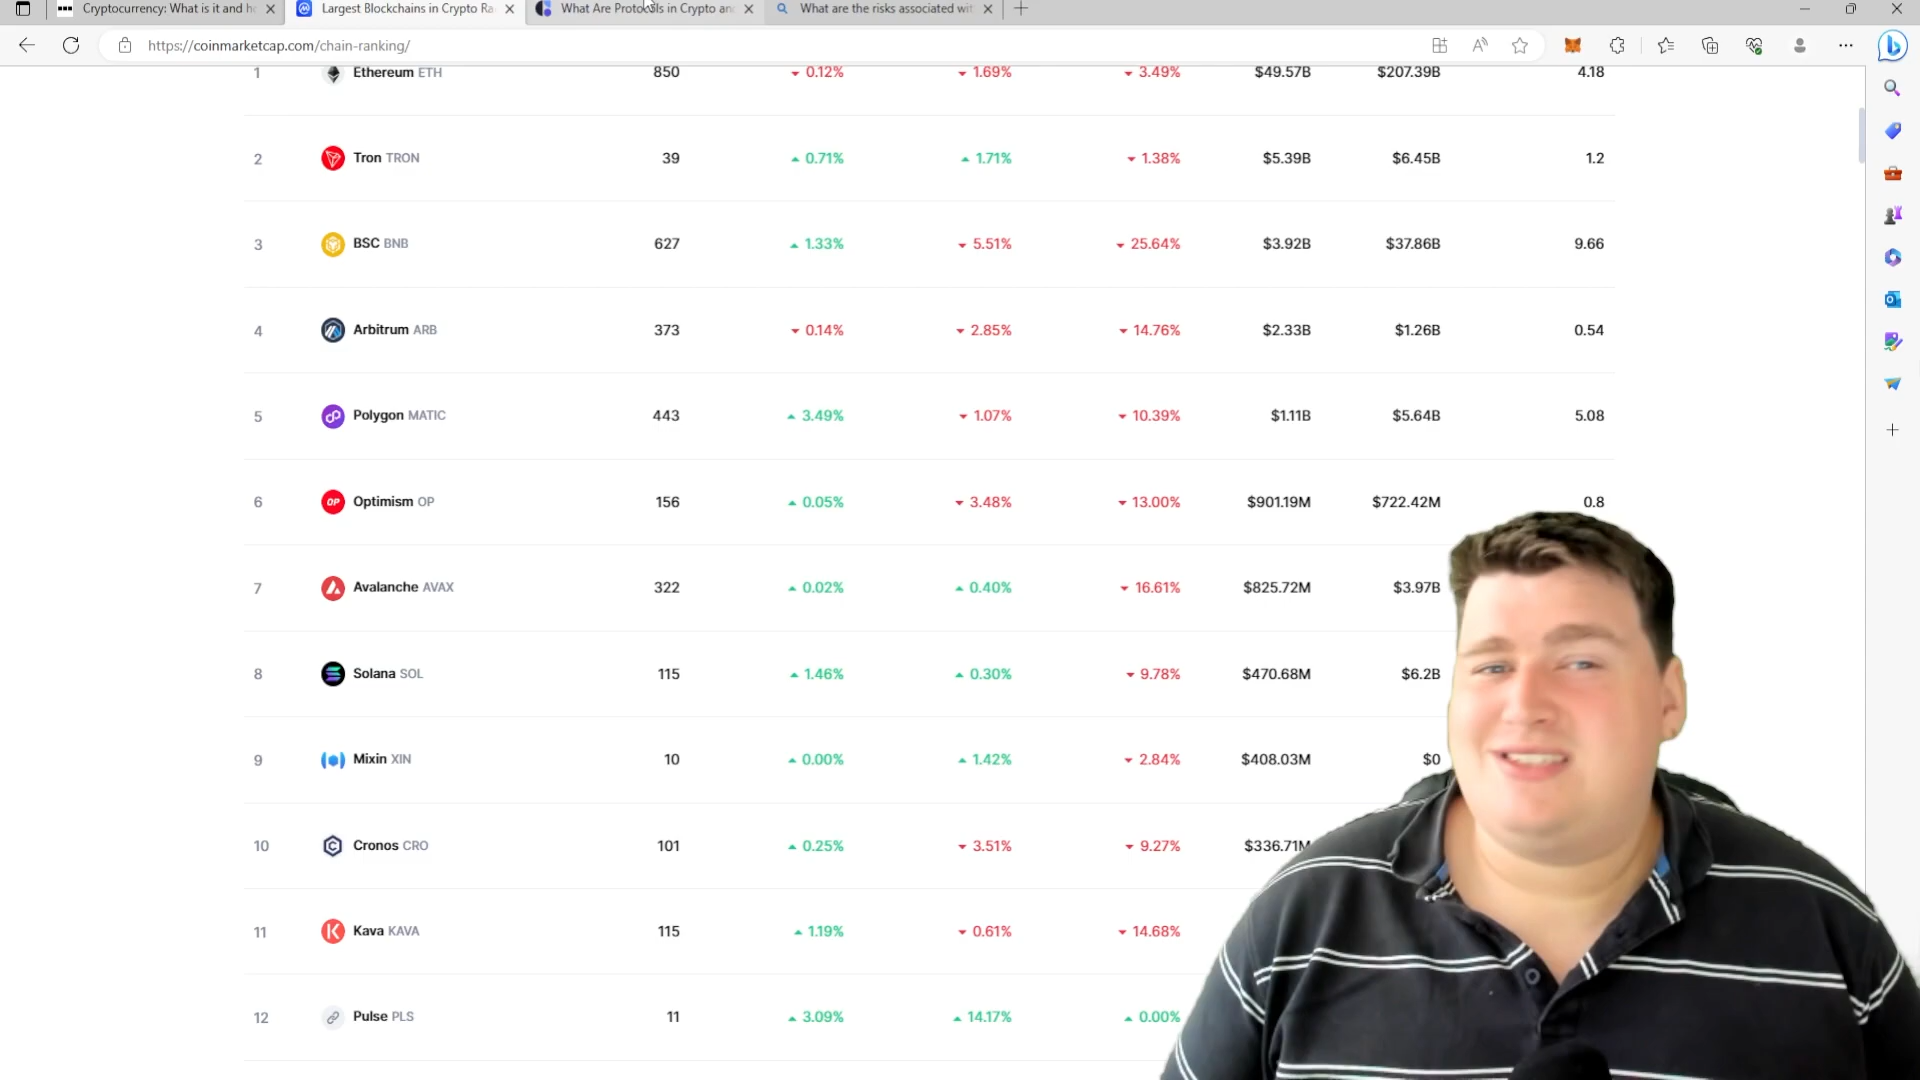 Cryptocurrency: What is it and h
Largest Blockchains in Crypto Ra
What Are Protocols in Crypto an
What are the risks associated wit
https://coinmarketcap.com/chain-ranking/
1 Ethereum ETH 850 0.12% 1.69% 3.49% $49.57B $207.39B 4.18
2 Tron TRON 39 0.71% 1.71% 1.38% $5.39B $6.45B 1.2
3 BSC BNB 627 1.33% 5.51% 25.64% $3.92B $37.86B 9.66
4 Arbitrum ARB 373 0.14% 2.85% 14.76% $2.33B $1.26B 0.54
5 Polygon MATIC 443 3.49% 1.07% 10.39% $1.11B $5.64B 5.08
6 Optimism OP 156 0.05% 3.48% 13.00% $901.19M $722.42M 0.8
7 Avalanche AVAX 322 0.02% 0.40% 16.61% $825.72M $3.97B
8 Solana SOL 115 1.46% 0.30% 9.78% $470.68M $6.2B
9 Mixin XIN 10 0.00% 1.42% 2.84% $408.03M $0
10 Cronos CRO 101 0.25% 3.51% 9.27% $336.71M
11 Kava KAVA 115 1.19% 0.61% 14.68%
12 Pulse PLS 11 3.09% 14.17% 0.00%